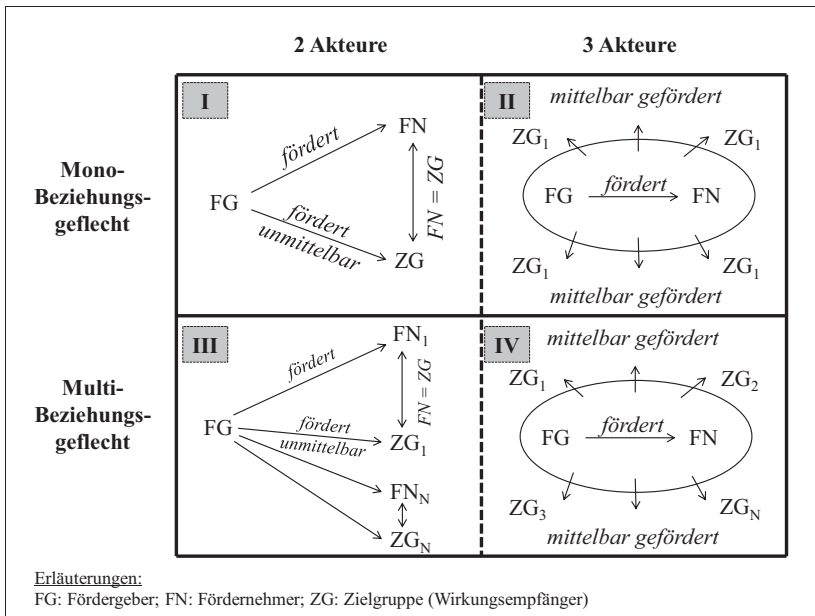 2 Akteure
3 Akteure
Mono-
Beziehungs-
geflecht
I
fördert
FN
FG
FN = ZG
fördert
unmittelbar
ZG
II
mittelbar gefördert
ZG₁
ZG₁
FG
fördert
FN
ZG₁
ZG₁
mittelbar gefördert
Multi-
Beziehungs-
geflecht
III
FN₁
fördert
FN = ZG
FG
fördert
unmittelbar
ZG₁
FN_N
ZG_N
IV
mittelbar gefördert
ZG₁
ZG₂
FG
fördert
FN
ZG₃
ZG_N
mittelbar gefördert
Erläuterungen:
FG: Fördergeber; FN: Fördernehmer; ZG: Zielgruppe (Wirkungsempfänger)